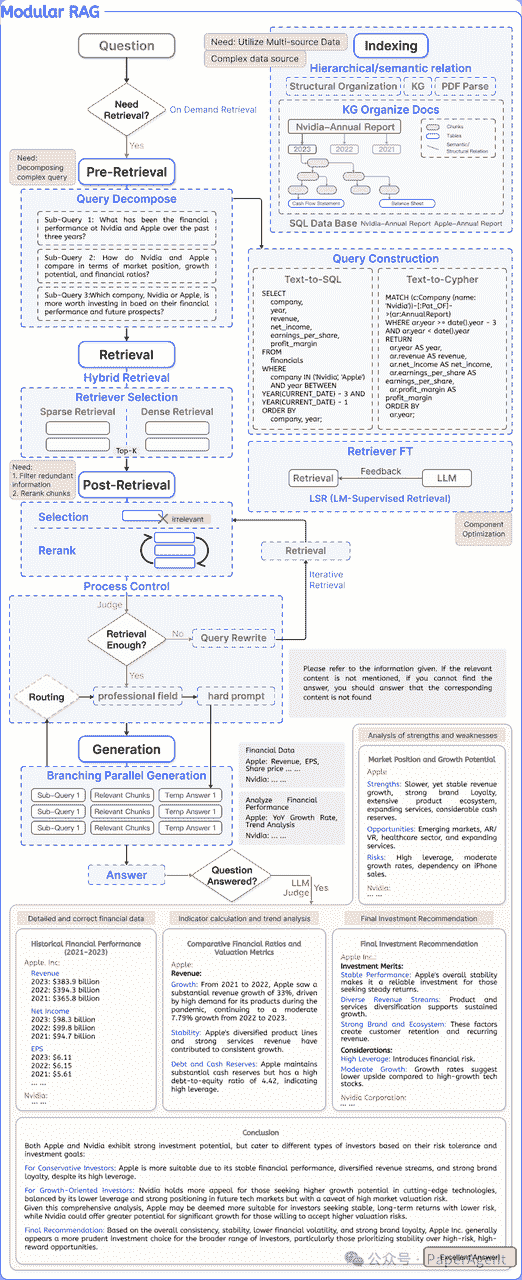 Modular RAG
Question
Need: Utilize Multi-source Data
Complex data source
Indexing
Hierarchical/semantic relation
Structural Organization
KG
PDF Parse
KG Organize Docs
Nvidia-Annual Report
2023
2022
2021
Chunks
Tables
Semantic/
Structural Relation
Cash Flow Statement
Balance Sheet
SQL Data Base
Nvidia-Annual Report
Apple-Annual Report
Need
Retrieval?
On Demand Retrieval
Yes
Need:
Decomposing
complex query
Pre-Retrieval
Query Decompose
Sub-Query 1: What has been the financial
performance at Nvidia and Apple over the past
three years?
Sub-Query 2: How do Nvidia and Apple
compare in terms of market position, growth
potential, and financial ratios?
Sub-Query 3:Which company, Nvidia or Apple, is
more worth investing in based on their financial
performance and future prospects?
Query Construction
Text-to-SQL
SELECT
company,
year,
revenue,
net_income,
earnings_per_share,
profit_margin
FROM
financials
WHERE
company IN ('Nvidia', 'Apple')
AND year BETWEEN
YEAR(CURRENT_DATE) - 3 AND
YEAR(CURRENT_DATE) - 1
ORDER BY
company, year;
Text-to-Cypher
MATCH (c:Company {name:
'Nvidia'})-[:Pat_OF]-
>(ar:AnnualReport)
WHERE ar.year >= date().year - 3
AND ar.year < date().year
RETURN
ar.year AS year,
ar.revenue AS revenue,
ar.net_income AS net_income,
ar.earnings_per_share AS
earnings_per_share,
ar.profit_margin AS
profit_margin
ORDER BY
ar.year;
Retrieval
Hybrid Retrieval
Retriever Selection
Sparse Retrieval
Dense Retrieval
Top-K
Retriever FT
Retrieval
Feedback
LLM
LSR (LM-Supervised Retrieval)
Component
Optimization
Need:
1. Filter redundant
information
2. Rerank chunks
Post-Retrieval
Selection
irrelevant
Rerank
Retrieval
Iterative
Retrieval
Process Control
Judge
Retrieval
Enough?
No
Query Rewrite
Yes
Routing
professional field
hard prompt
Please refer to the information given. If the relevant
content is not mentioned, if you cannot find the
answer, you should answer that the corresponding
content is not found
Generation
Branching Parallel Generation
Sub-Query 1
Relevant Chunks
Temp Answer 1
Sub-Query 1
Relevant Chunks
Temp Answer 1
Sub-Query 1
Relevant Chunks
Temp Answer 1
Financial Data
Apple: Revenue, EPS,
Share price ... ...
Nvidia: ... ...
Analyze Financial
Performance
Apple: YoY Growth Rate,
Trend Analysis
Nvidia: ... ...
Answer
Question
Answered?
LLM
Judge
Yes
Analysis of strengths and weaknesses
Market Position and Growth Potential
Apple
Strengths: Slower, yet stable revenue
growth, strong brand Loyalty,
extensive product ecosystem,
expanding services, considerable cash
reserves.
Opportunities: Emerging markets, AR/
VR, healthcare sector, and expanding
services.
Risks: High leverage, moderate
growth rates, dependency on iPhone
sales.
Nvidia:
... ...
Detailed and correct financial data
Historical Financial Performance
(2021-2023)
Apple, Inc:
Revenue
2023: $383.9 billion
2022: $394.3 billion
2021: $365.8 billion
Net Income
2023: $98.3 billion
2022: $99.8 billion
2021: $94.7 billion
EPS
2023: $6.11
2022: $6.15
2021: $5.61
... ...
Nvidia:
... ...
Indicator calculation and trend analysis
Comparative Financial Ratios and
Valuation Metrics
Apple:
Revenue:
Growth: From 2021 to 2022, Apple saw a
substantial revenue growth of 33%, driven
by high demand for its products during the
pandemic, continuing to a moderate
7.79% growth from 2022 to 2023.
Stability: Apple's diversified product lines
and strong services revenue have
contributed to consistent growth.
Debt and Cash Reserves: Apple maintains
substantial cash reserves but has a high
debt-to-equity ratio of 4.42, indicating
high leverage.
Final Investment Recommendation
Final Investment Recommendation
Apple Inc.:
Investment Merits:
Stable Performance: Apple's overall stability
makes it a reliable investment for those
seeking steady returns.
Diverse Revenue Streams: Product and
services diversification supports sustained
growth.
Strong Brand and Ecosystem: These factors
create customer retention and recurring
revenue.
Considerations:
High Leverage: Introduces financial risk.
Moderate Growth: Growth rates suggest
lower upside compared to high-growth tech
stocks.
Nvidia Corporation:
... ...
Conclusion
Both Apple and Nvidia exhibit strong investment potential, but cater to different types of investors based on their risk tolerance and
investment goals:
For Conservative Investors: Apple is more suitable due to its stable financial performance, diversified revenue streams, and strong brand
loyalty, despite its high leverage.
For Growth-Oriented Investors: Nvidia holds more appeal for those seeking higher growth potential in cutting-edge technologies,
balanced by its lower leverage and strong positioning in future tech markets but with a caveat of high market valuation risk.
Given this comprehensive analysis, Apple may be deemed more suitable for investors seeking stable, long-term returns with lower risk,
while Nvidia could offer greater potential for significant growth for those willing to accept higher valuation risks.
Final Recommendation: Based on the overall consistency, stability, lower financial volatility, and strong brand loyalty, Apple Inc. generally
appears a more prudent investment choice for the broader range of investors, particularly those prioritizing stability over high-risk, high-
reward opportunities.
公众号 · PaperAgent
Excellent Answer!